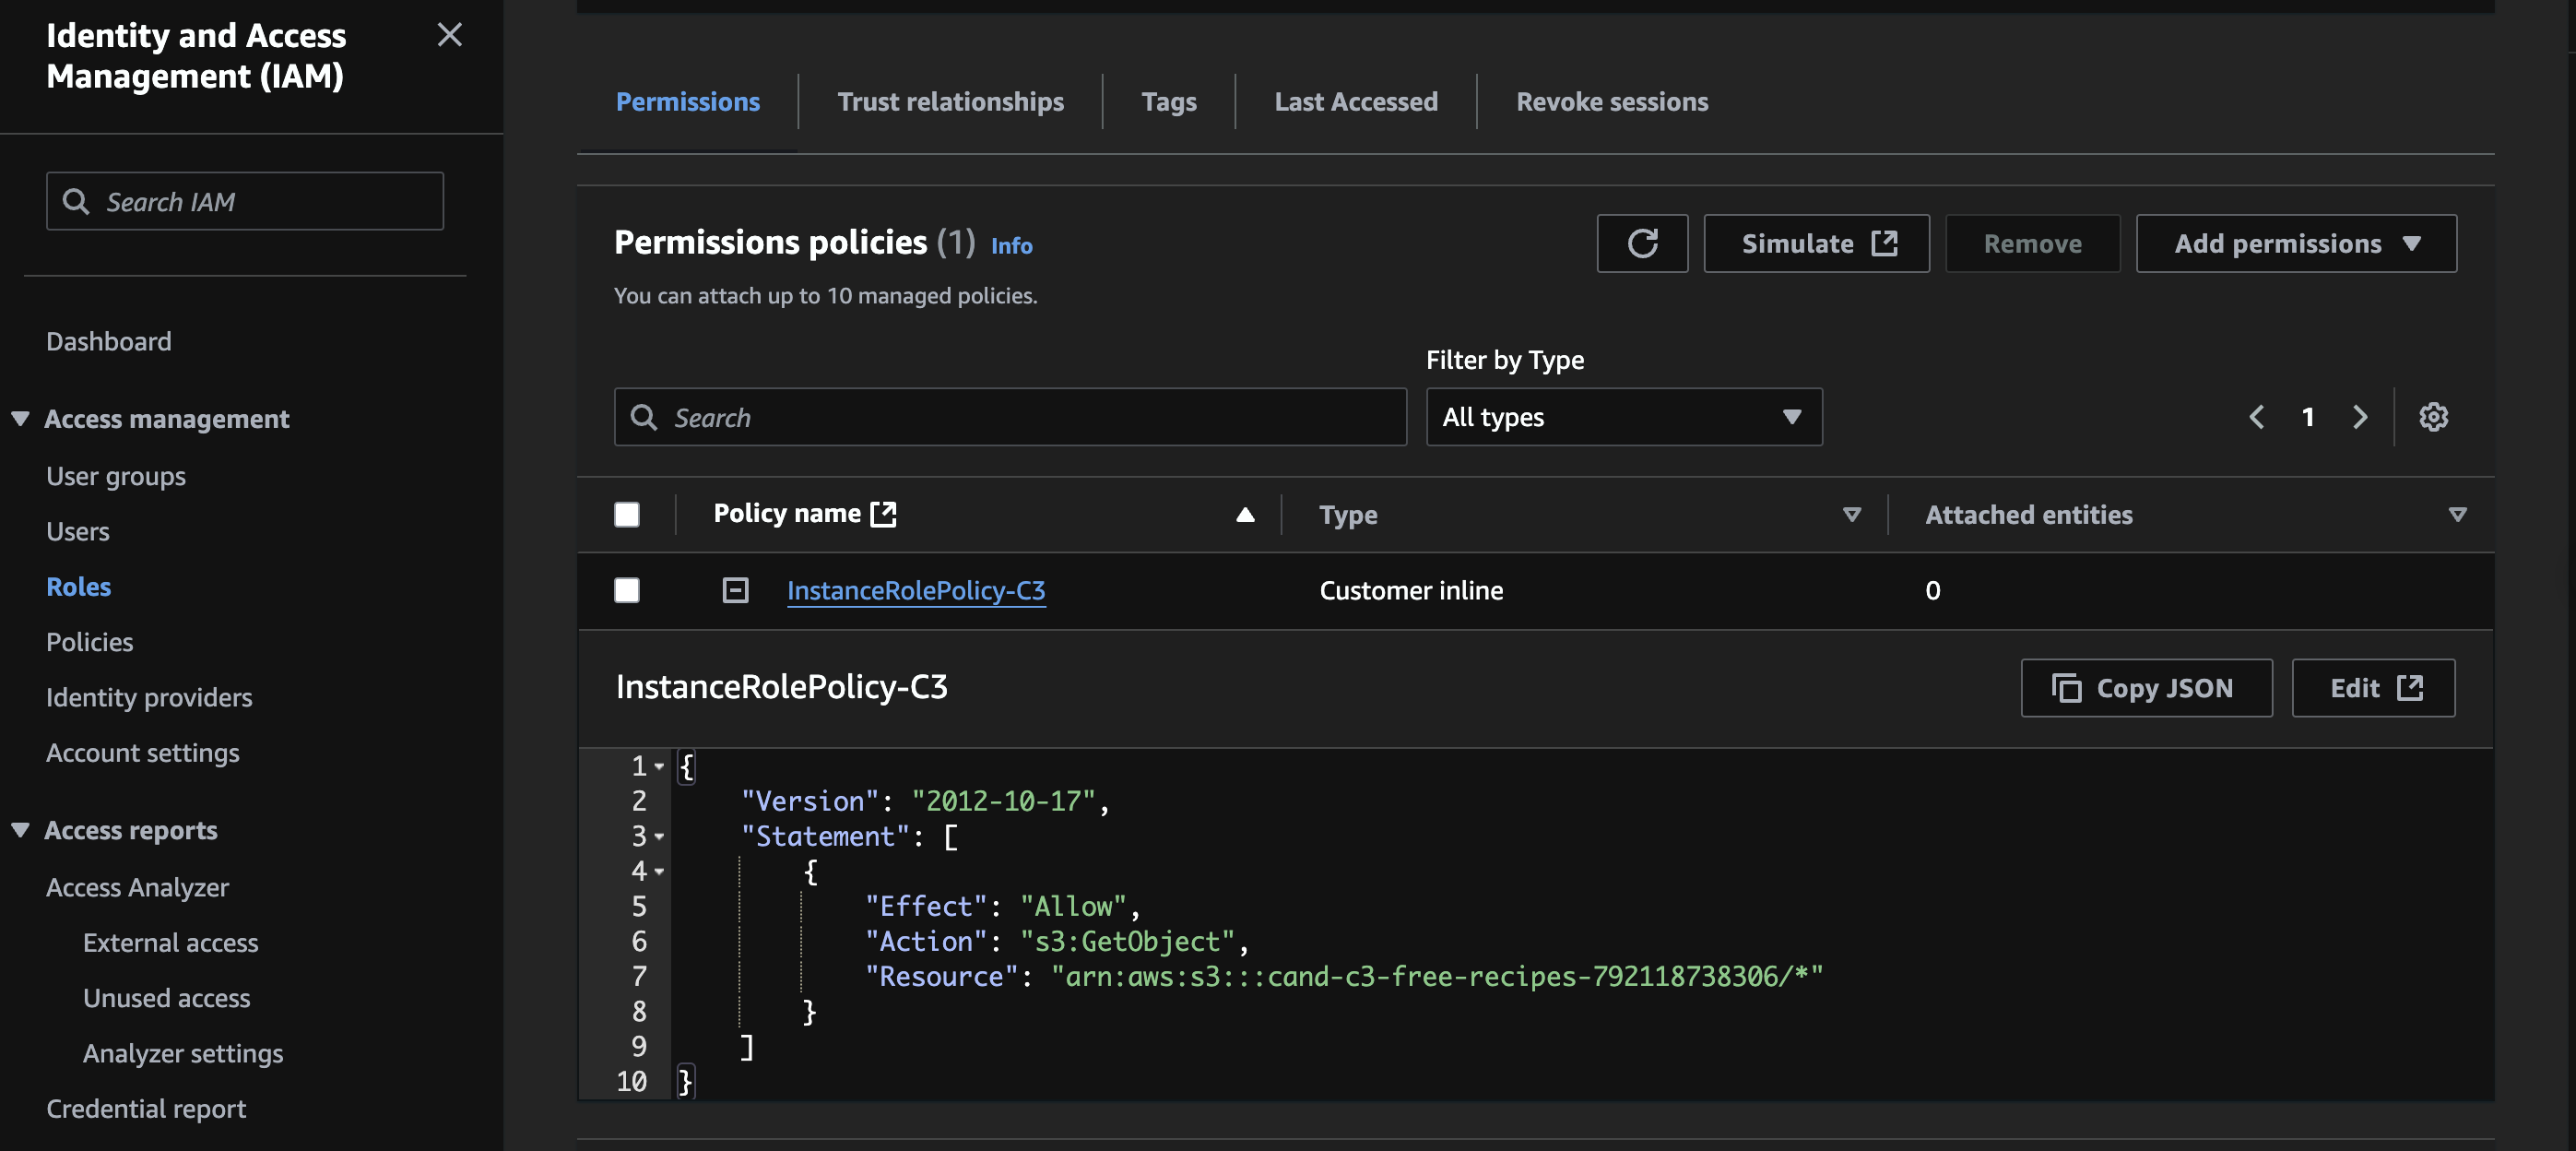 Identity and Access
Management (IAM)
Search IAM
Dashboard
Access management
User groups
Users
Roles
Policies
Identity providers
Account settings
Access reports
Access Analyzer
External access
Unused access
Analyzer settings
Credential report
Permissions
Trust relationships
Tags
Last Accessed
Revoke sessions
Permissions policies (1) Info
Simulate
Remove
Add permissions
You can attach up to 10 managed policies.
Filter by Type
Search
All types
1
Policy name
Type
Attached entities
InstanceRolePolicy-C3
Customer inline
0
InstanceRolePolicy-C3
Copy JSON
Edit
1 {
2 "Version": "2012-10-17",
3 "Statement": [
4 {
5 "Effect": "Allow",
6 "Action": "s3:GetObject",
7 "Resource": "arn:aws:s3:::cand-c3-free-recipes-792118738306/*"
8 }
9 ]
10 }